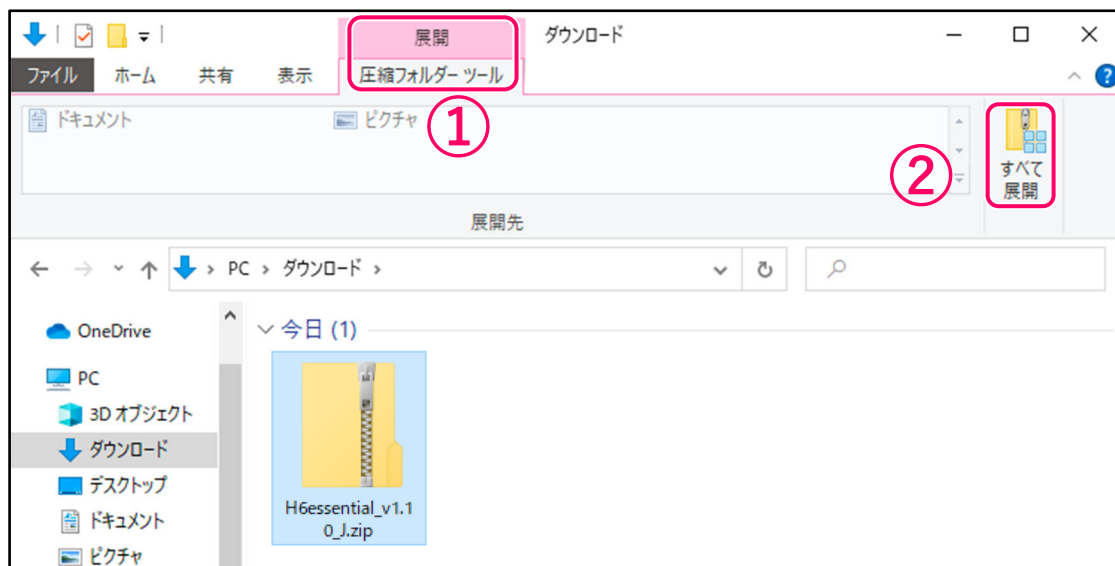 展開
ダウンロード
ファイル
ホーム
共有
表示
圧縮フォルダー ツール
ドキュメント
ピクチャ
①
②
すべて
展開
展開先
PC
ダウンロード
OneDrive
PC
3D オブジェクト
ダウンロード
デスクトップ
ドキュメント
ピクチャ
今日 (1)
H6essential_v1.1
0_J.zip